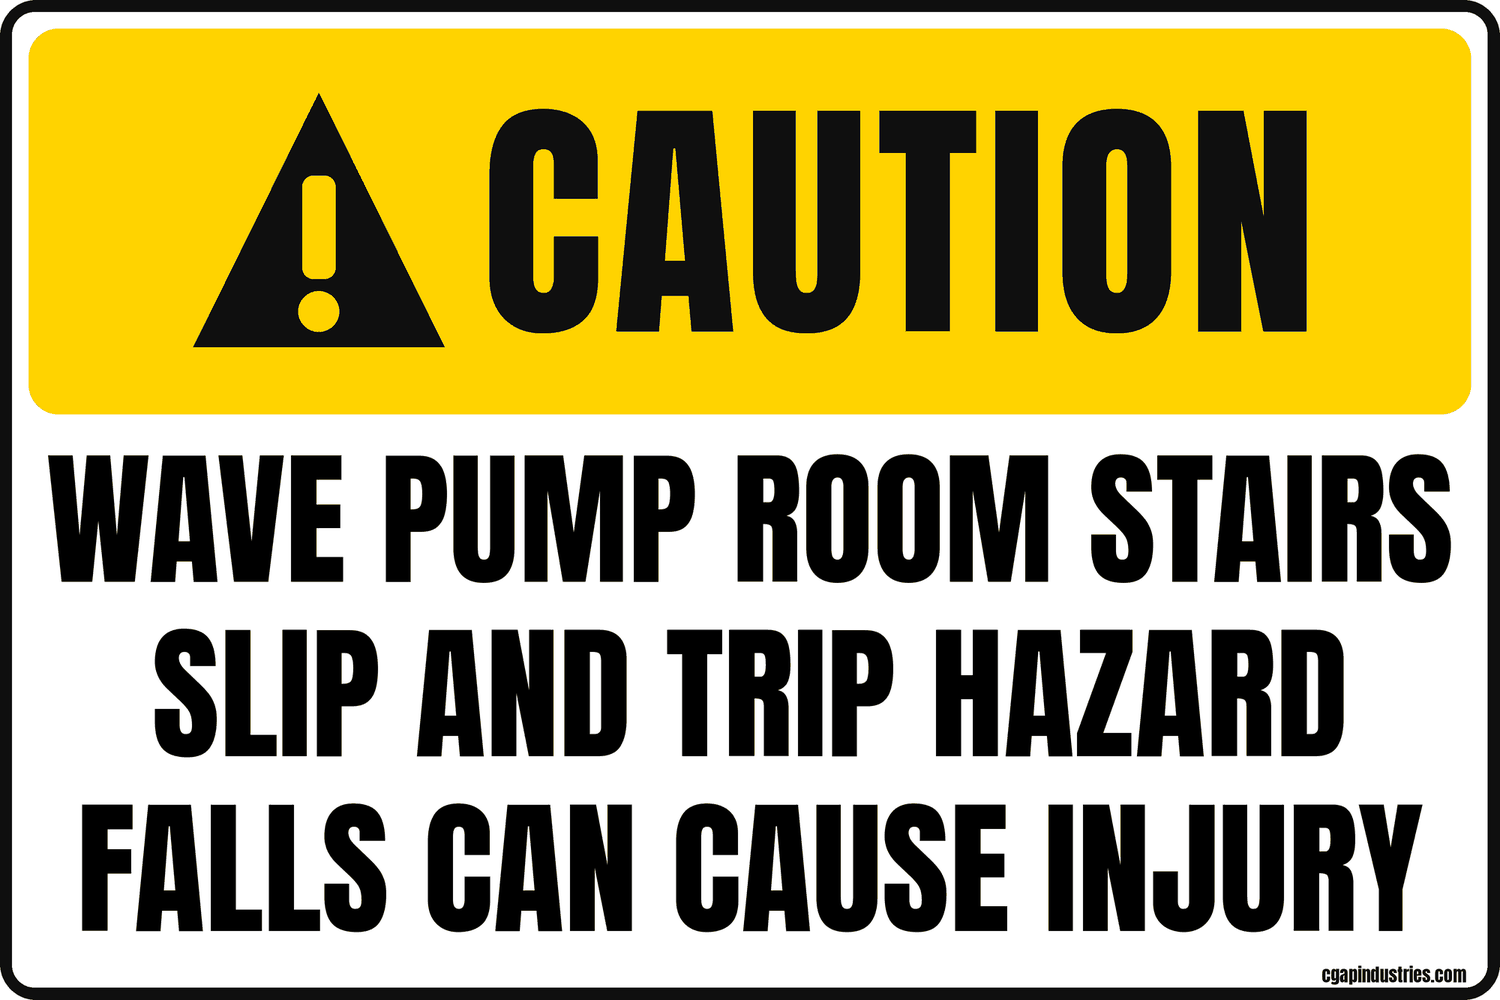 CAUTION
WAVE PUMP ROOM STAIRS
SLIP AND TRIP HAZARD
FALLS CAN CAUSE INJURY
cgapindustries.com